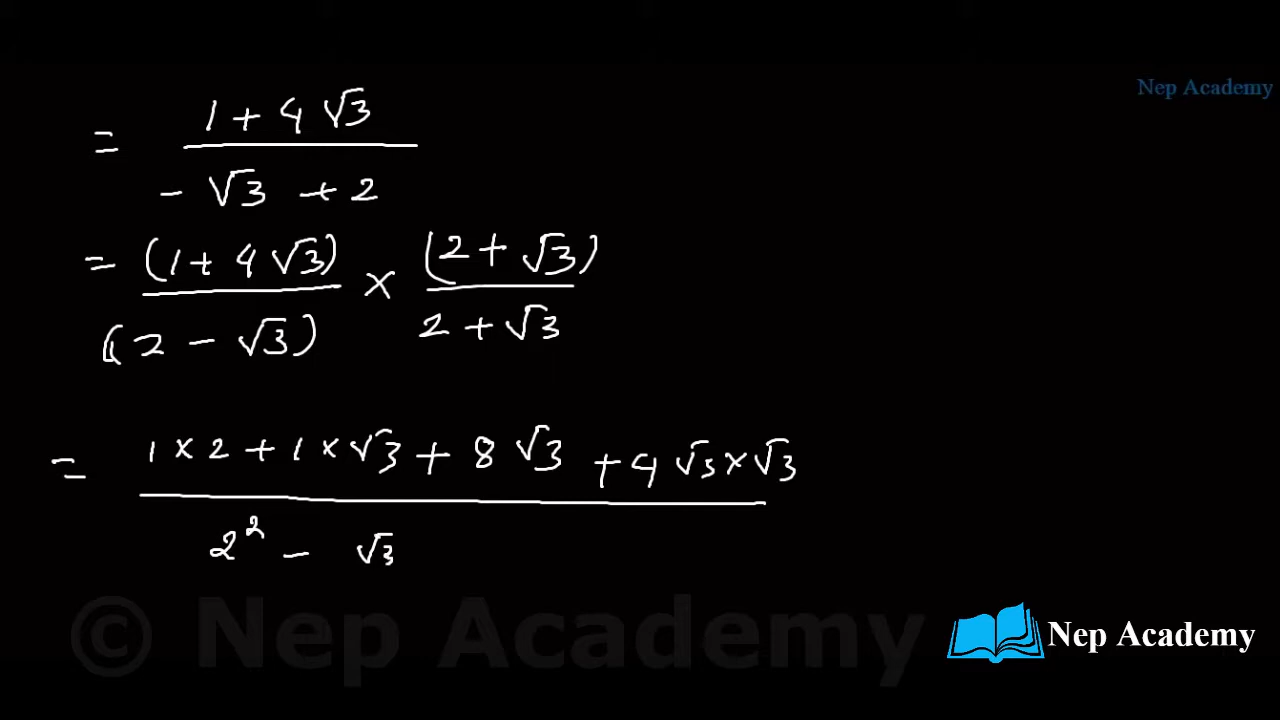 Nep Academy
= (1 + 4√3) / (- √3 + 2)
= (1 + 4√3) / (2 - √3) × (2 + √3) / 2 + √3
= (1 × 2 + 1 × √3 + 8√3 + 4√3 × √3) / (2² - √3)
© Nep Academy
Nep Academy